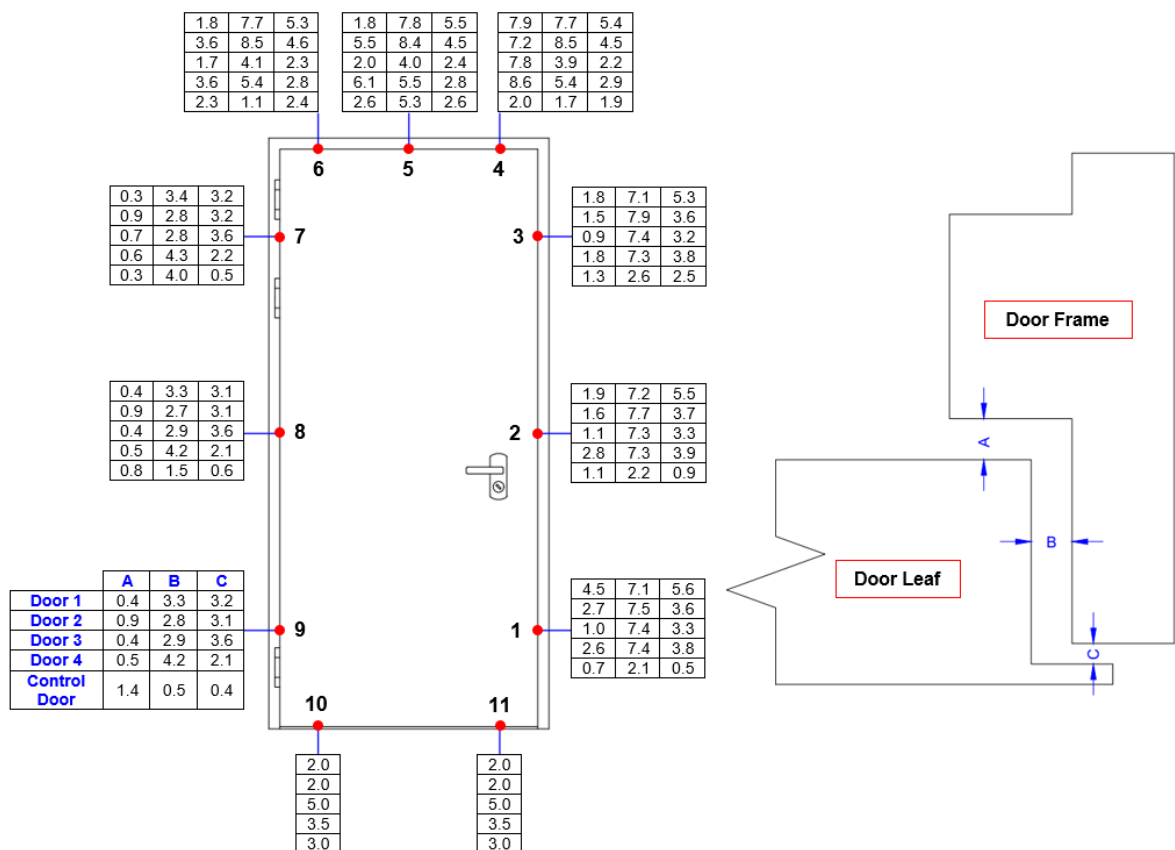 1.8 7.7 5.3
3.6 8.5 4.6
1.7 4.1 2.3
3.6 5.4 2.8
2.3 1.1 2.4
1.8 7.8 5.5
5.5 8.4 4.5
2.0 4.0 2.4
6.1 5.5 2.8
2.6 5.3 2.6
7.9 7.7 5.4
7.2 8.5 4.5
7.8 3.9 2.2
8.6 5.4 2.9
2.0 1.7 1.9
6 5 4
0.3 3.4 3.2
0.9 2.8 3.2
0.7 2.8 3.6
0.6 4.3 2.2
0.3 4.0 0.5
7
3
1.8 7.1 5.3
1.5 7.9 3.6
0.9 7.4 3.2
1.8 7.3 3.8
1.3 2.6 2.5
0.4 3.3 3.1
0.9 2.7 3.1
0.4 2.9 3.6
0.5 4.2 2.1
0.8 1.5 0.6
8
2
1.9 7.2 5.5
1.6 7.7 3.7
1.1 7.3 3.3
2.8 7.3 3.9
1.1 2.2 0.9
A B C
Door 1 0.4 3.3 3.2
Door 2 0.9 2.8 3.1
Door 3 0.4 2.9 3.6
Door 4 0.5 4.2 2.1
Control
Door 1.4 0.5 0.4
9
1
4.5 7.1 5.6
2.7 7.5 3.6
1.0 7.4 3.3
2.6 7.4 3.8
0.7 2.1 0.5
10 11
2.0
2.0
5.0
3.5
3.0
2.0
2.0
5.0
3.5
3.0
Door Frame
A
B
Door Leaf
C